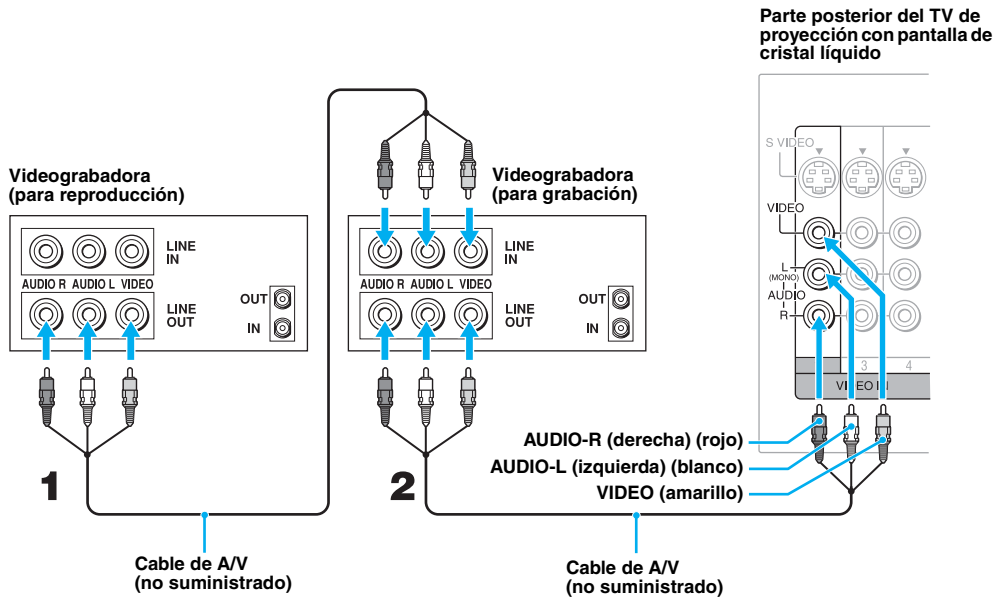 Parte posterior del TV de
proyección con pantalla de
cristal líquido
S VIDEO
VIDEO
L
(MONO)
AUDIO
R
3
4
VIDEO IN
Videograbadora
(para reproducción)
LINE
IN
AUDIO R AUDIO L VIDEO
LINE
OUT
OUT
IN
Videograbadora
(para grabación)
LINE
IN
AUDIO R AUDIO L VIDEO
LINE
OUT
OUT
IN
AUDIO-R (derecha) (rojo)
AUDIO-L (izquierda) (blanco)
VIDEO (amarillo)
1
2
Cable de A/V
(no suministrado)
Cable de A/V
(no suministrado)